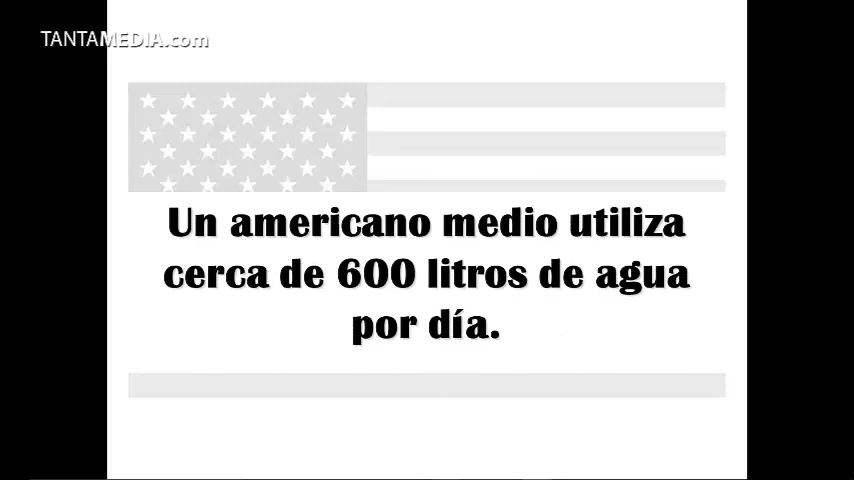 TANTAMEDIA.com
Un americano medio utiliza
cerca de 600 litros de agua
por día.